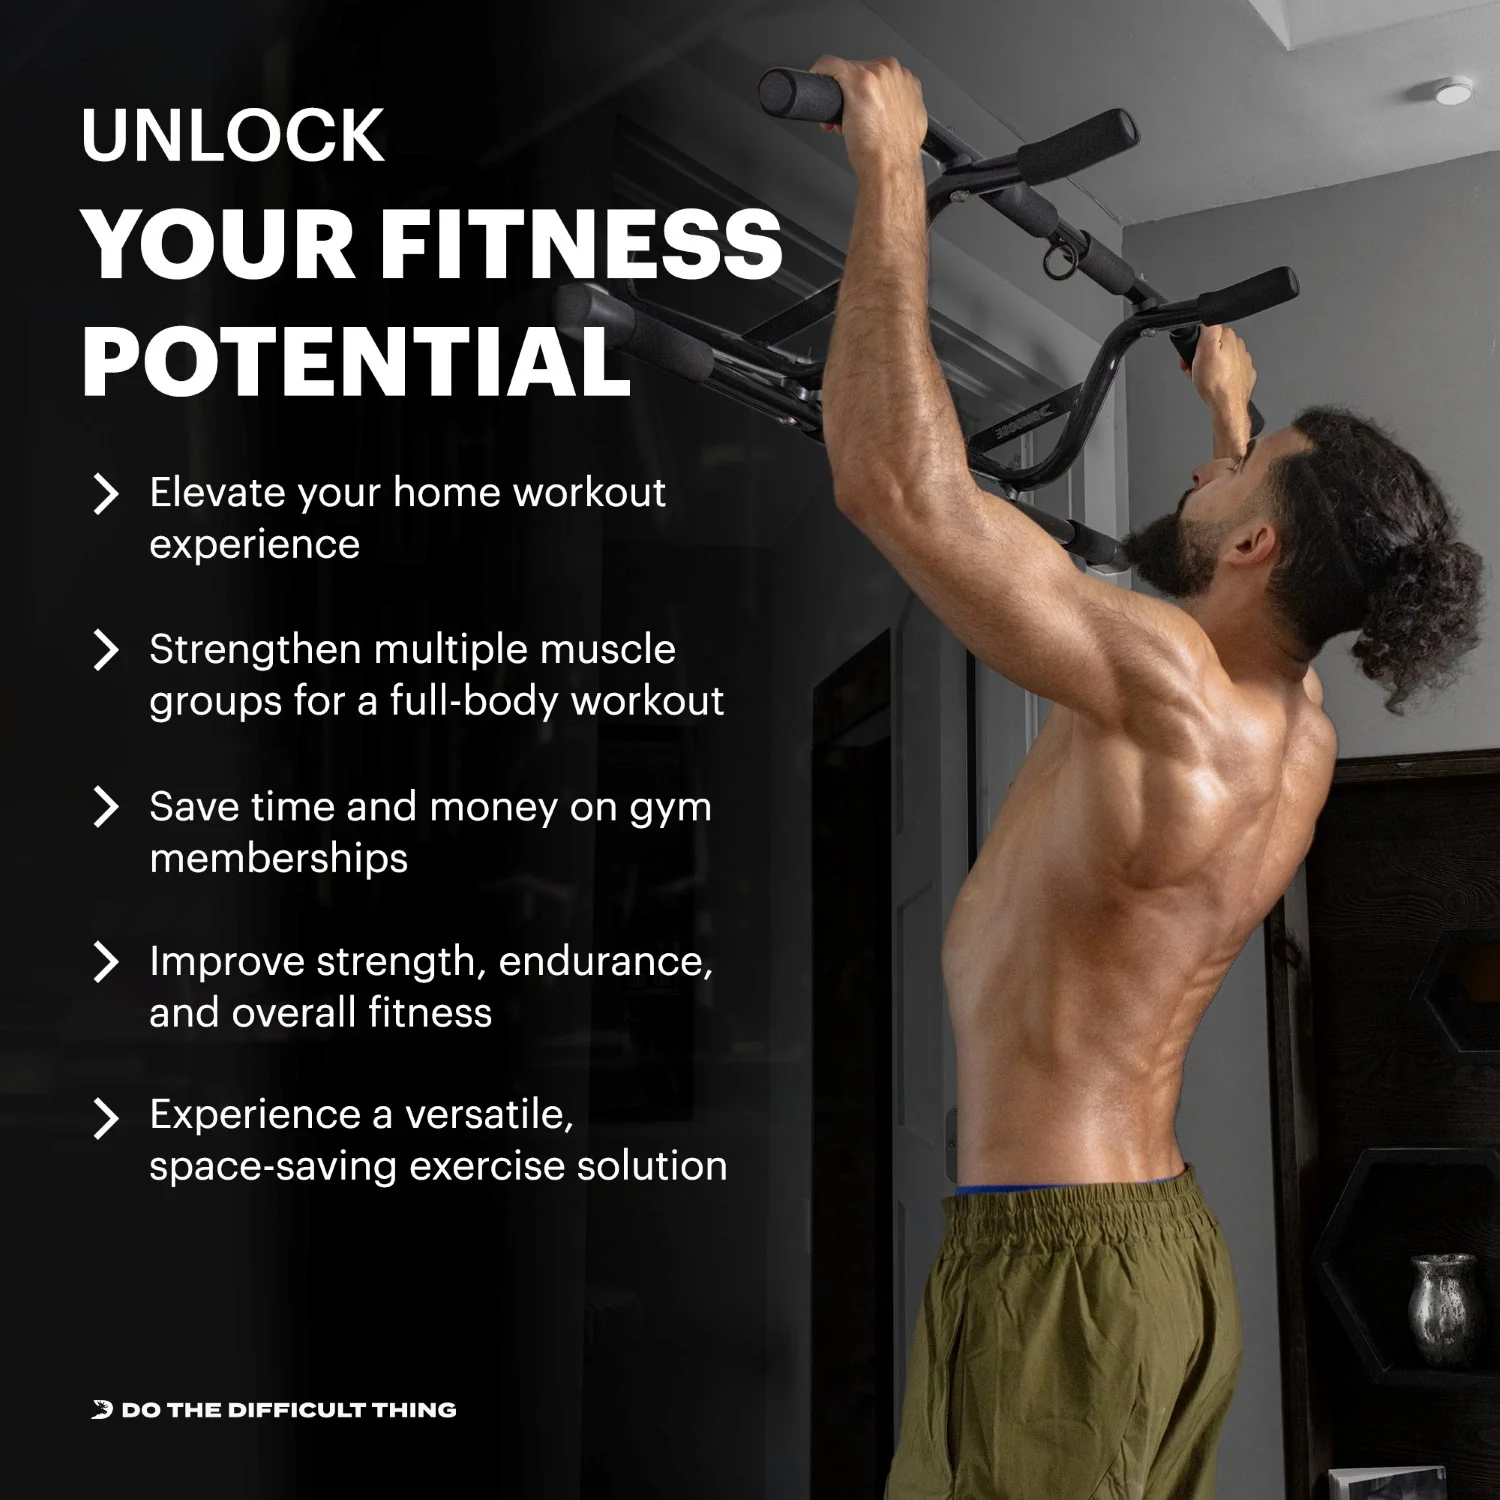 UNLOCK
YOUR FITNESS
POTENTIAL
Elevate your home workout
experience
Strengthen multiple muscle
groups for a full-body workout
Save time and money on gym
memberships
Improve strength, endurance,
and overall fitness
Experience a versatile,
space-saving exercise solution
DO THE DIFFICULT THING